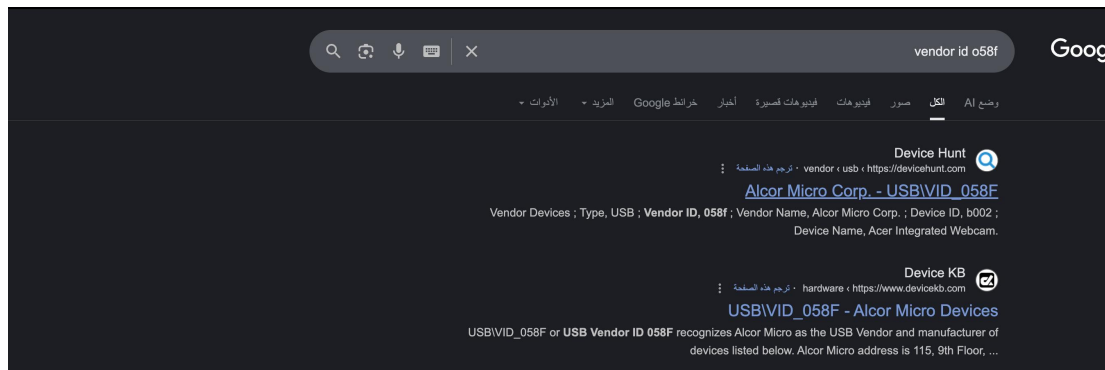 vendor id o58f
Goog
وضع AI الكل صور فيديوهات فيديوهات قصيرة أخبار خرائط Google المزيد الأدوات
Device Hunt
https://devicehunt.com › usb › vendor · ترجم هذه الصفحة
Alcor Micro Corp. - USB\VID_058F
Vendor Devices ; Type, USB ; Vendor ID, 058f ; Vendor Name, Alcor Micro Corp. ; Device ID, b002 ;
Device Name, Acer Integrated Webcam.
Device KB
https://www.devicekb.com › hardware · ترجم هذه الصفحة
USB\VID_058F - Alcor Micro Devices
USB\VID_058F or USB Vendor ID 058F recognizes Alcor Micro as the USB Vendor and manufacturer of
devices listed below. Alcor Micro address is 115, 9th Floor, ...